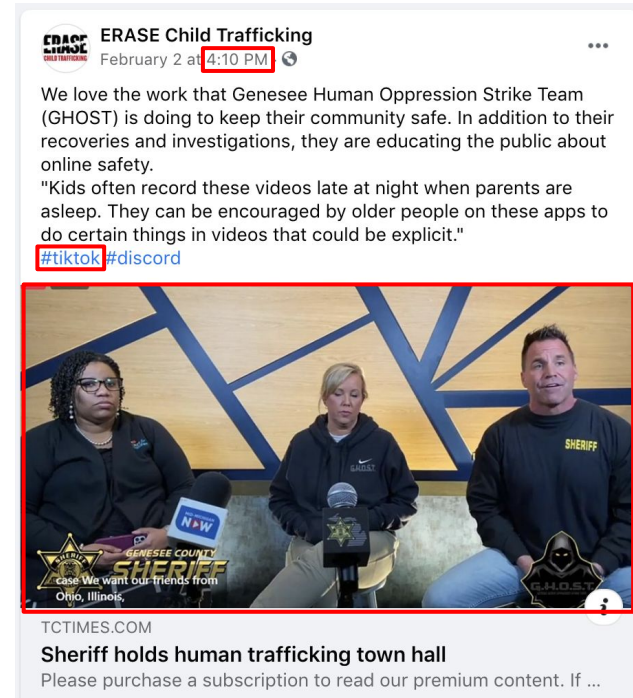 ERASE
CHILD TRAFFICKING
ERASE Child Trafficking
February 2 at 4:10 PM
We love the work that Genesee Human Oppression Strike Team
(GHOST) is doing to keep their community safe. In addition to their
recoveries and investigations, they are educating the public about
online safety.
"Kids often record these videos late at night when parents are
asleep. They can be encouraged by older people on these apps to
do certain things in videos that could be explicit."
#tiktok #discord
SHERIFF
G.H.O.S.T.
NOW
SHERIFF
GENESEE COUNTY
SHERIFF
case We want our friends from
Ohio, Illinois,
G.H.O.S.T.
TCTIMES.COM
Sheriff holds human trafficking town hall
Please purchase a subscription to read our premium content. If ...